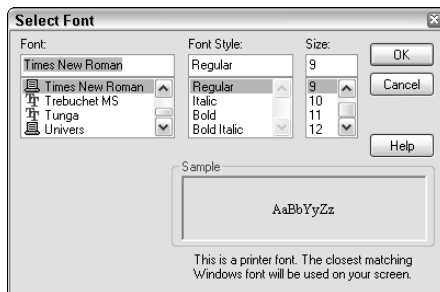 Select Font
Font:
Font Style:
Size:
Times New Roman
Regular
9
OK
Cancel
Help
Times New Roman
Trebuchet MS
Tunga
Univers
Regular
Italic
Bold
Bold Italic
9
10
11
12
Sample
AaBbYyZz
This is a printer font. The closest matching
Windows font will be used on your screen.